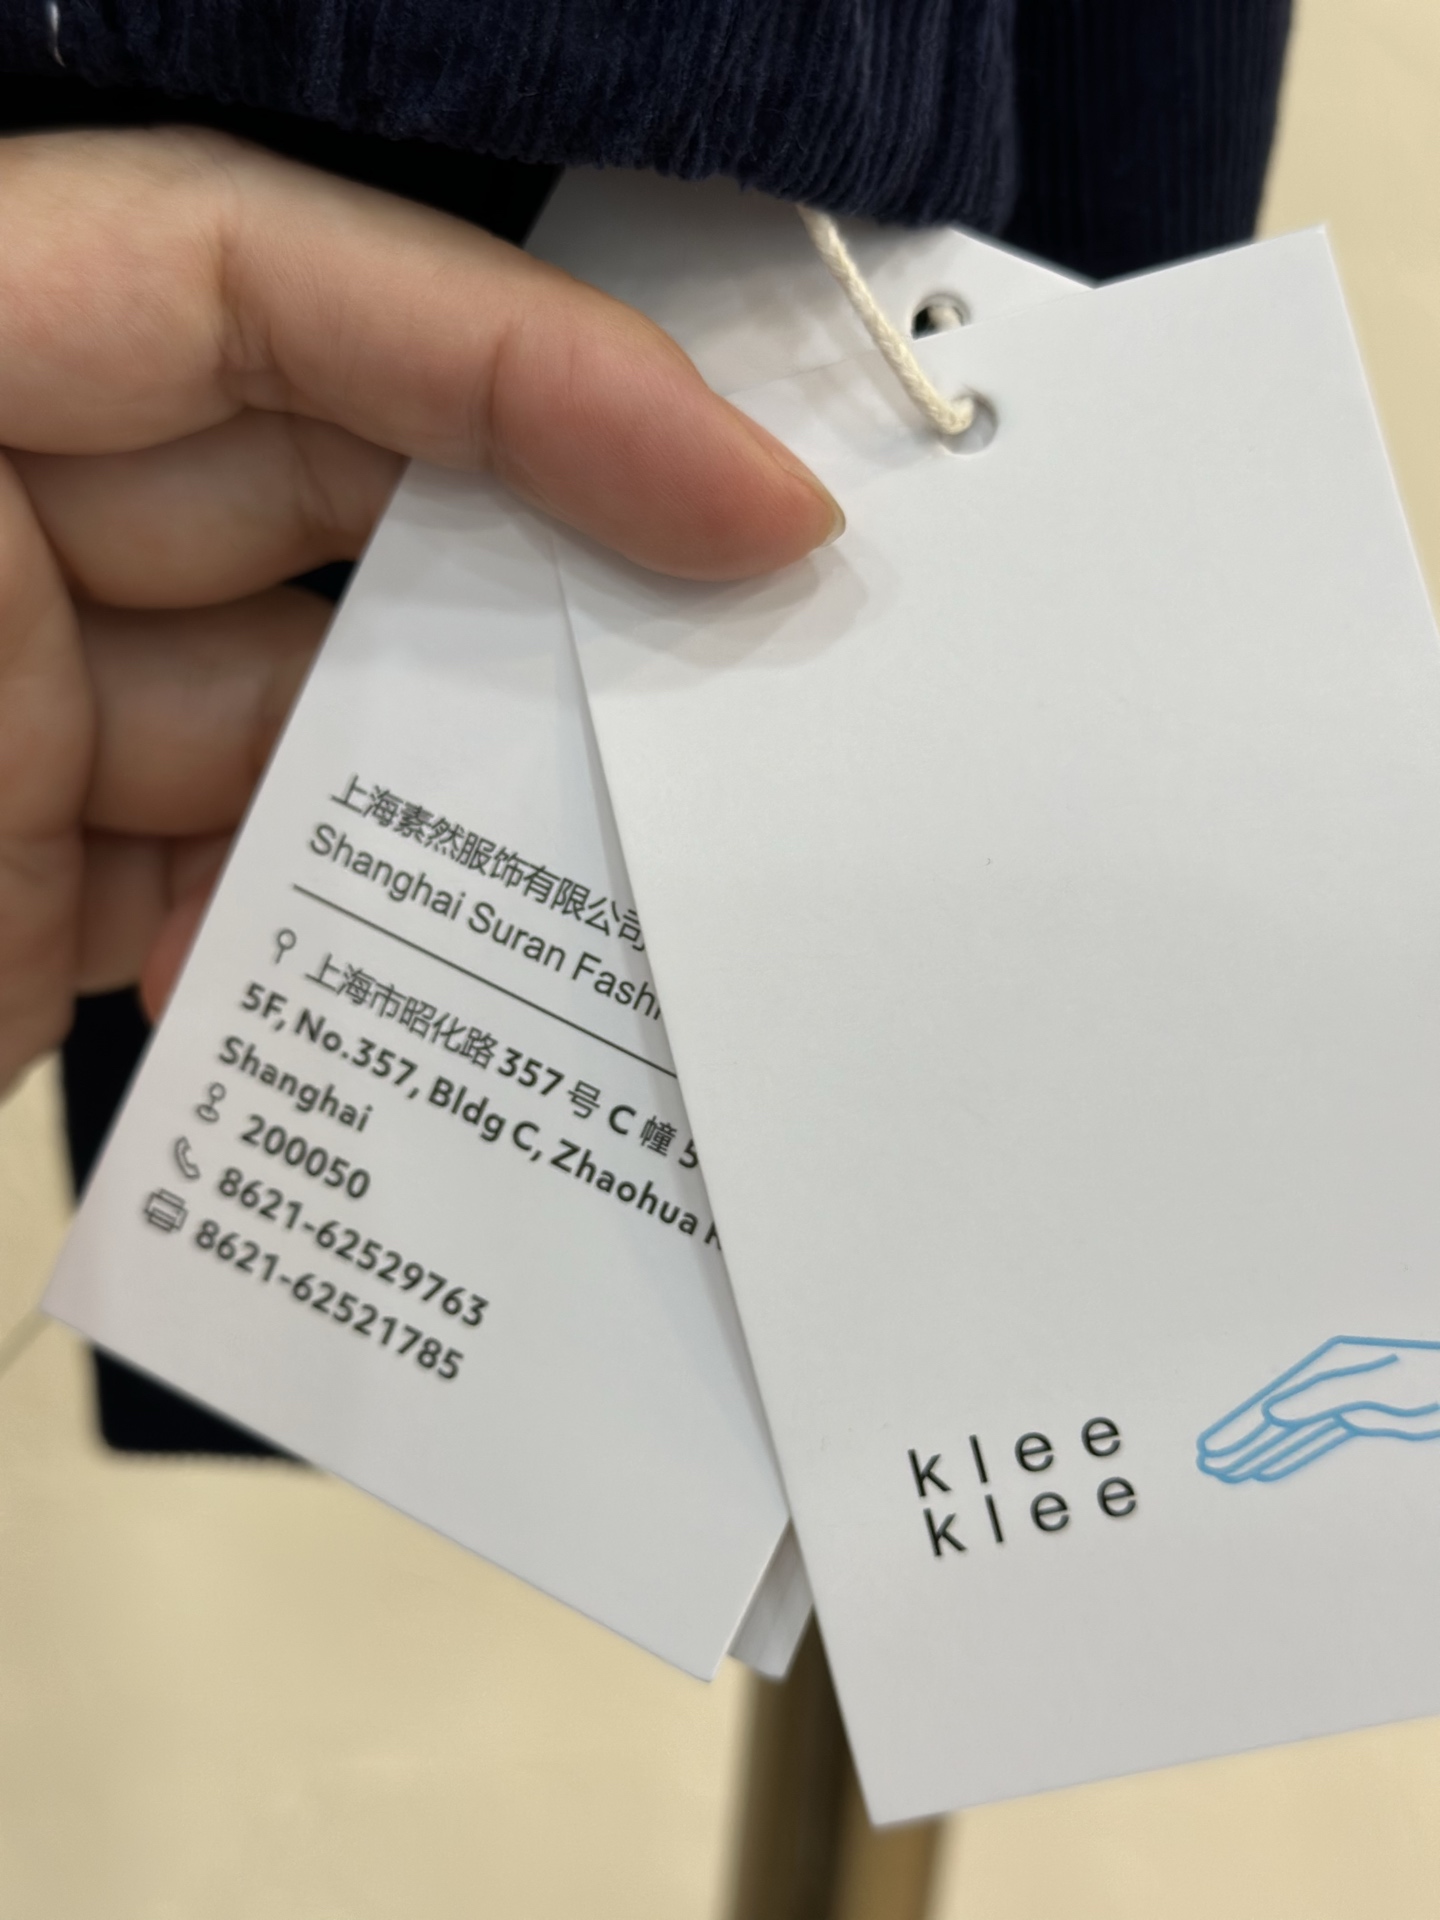 上海素然服饰有限公司
Shanghai Suran
上海市昭化路 357 号 C 幢 5
5F, No.357, Bldg C, Zhaohua
Shanghai
200050
8621-62529763
8621-62521785
klee
klee